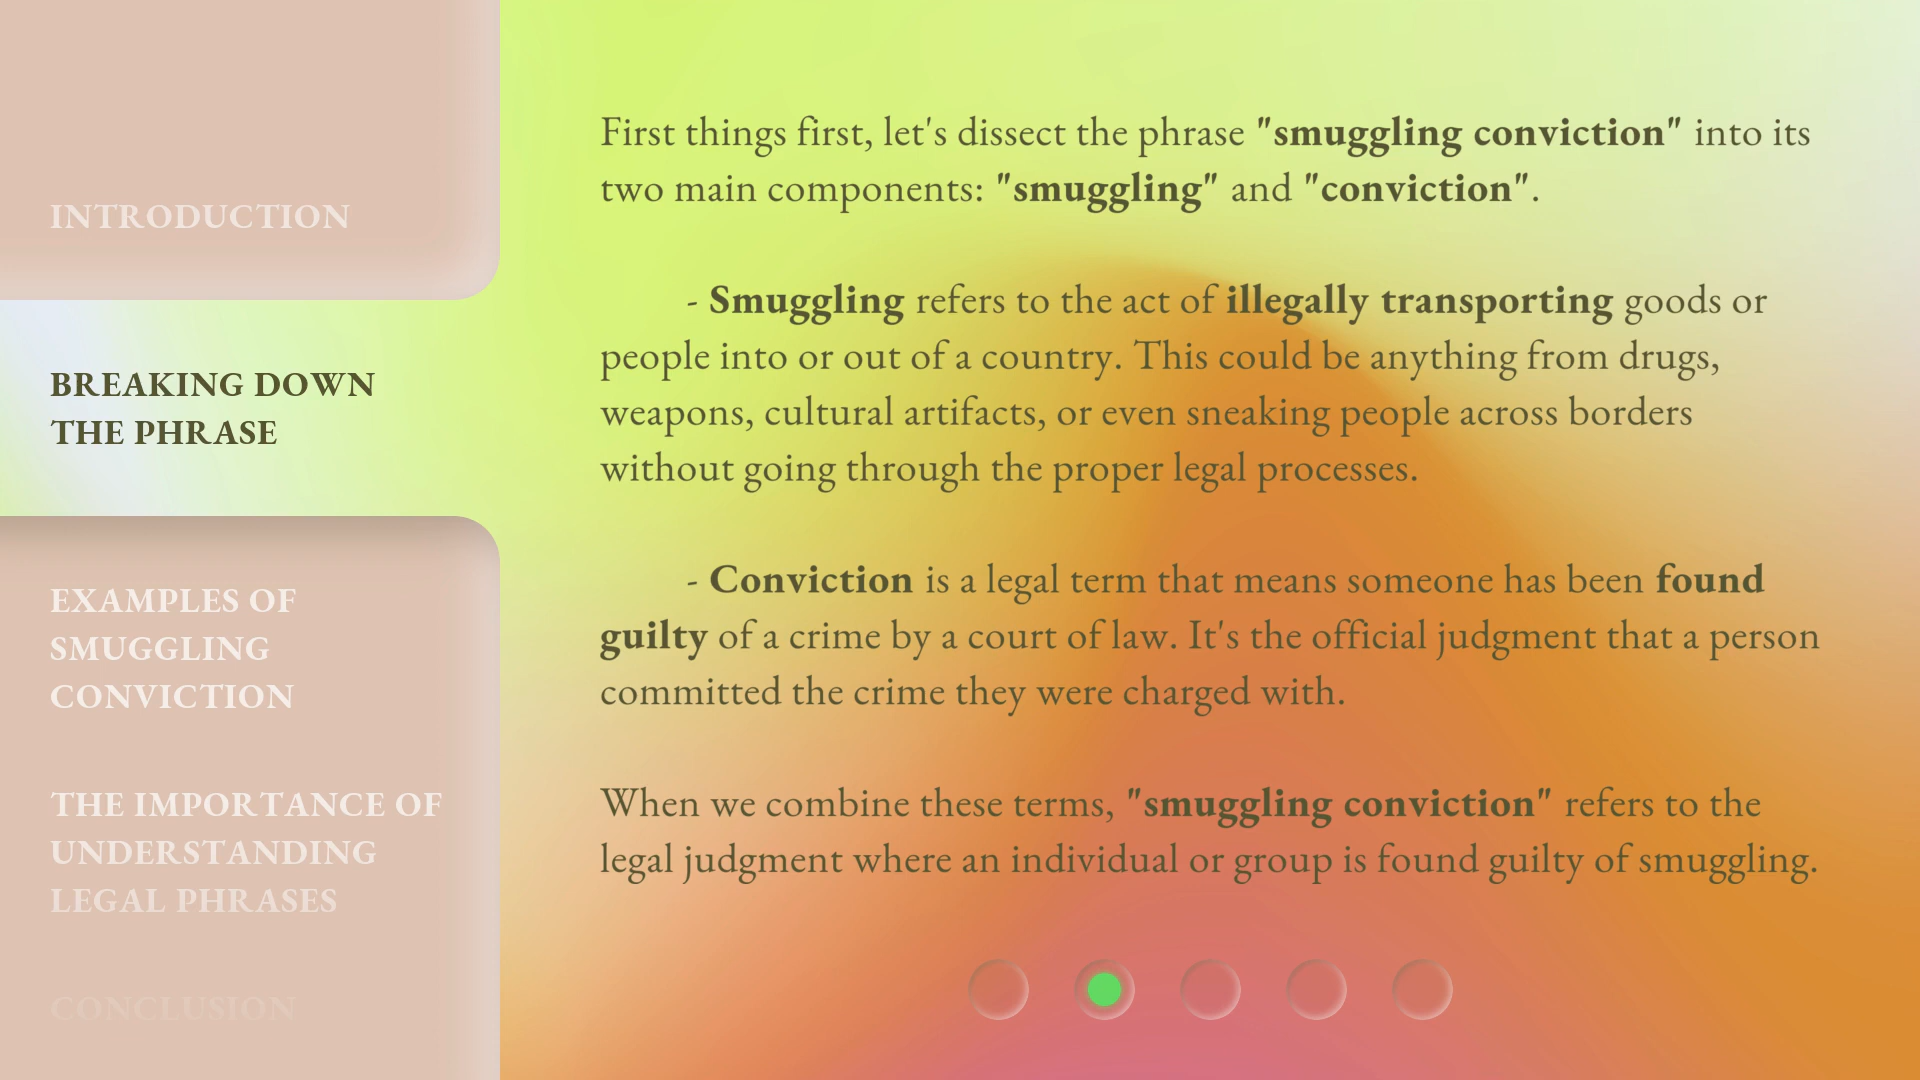 INTRODUCTION
BREAKING DOWN
THE PHRASE
EXAMPLES OF
SMUGGLING
CONVICTION
THE IMPORTANCE OF
UNDERSTANDING
LEGAL PHRASES
CONCLUSION
First things first, let's dissect the phrase "smuggling conviction" into its
two main components: "smuggling" and "conviction".
- Smuggling refers to the act of illegally transporting goods or
people into or out of a country. This could be anything from drugs,
weapons, cultural artifacts, or even sneaking people across borders
without going through the proper legal processes.
- Conviction is a legal term that means someone has been found
guilty of a crime by a court of law. It's the official judgment that a person
committed the crime they were charged with.
When we combine these terms, "smuggling conviction" refers to the
legal judgment where an individual or group is found guilty of smuggling.